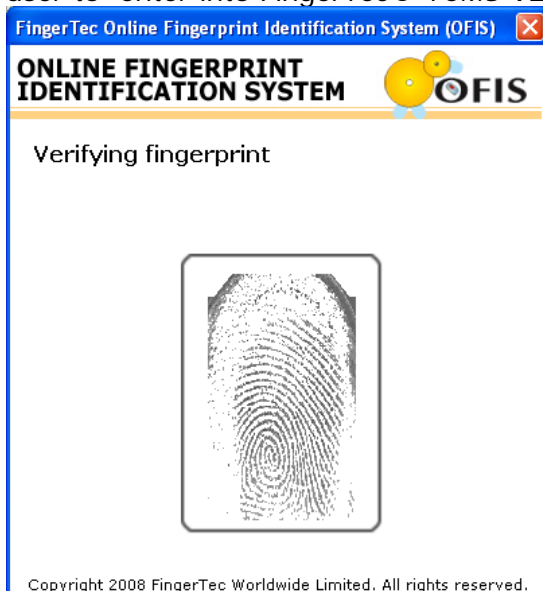 FingerTec Online Fingerprint Identification System (OFIS)
ONLINE FINGERPRINT
IDENTIFICATION SYSTEM
OFIS
Verifying fingerprint
Copyright 2008 FingerTec Worldwide Limited. All rights reserved.